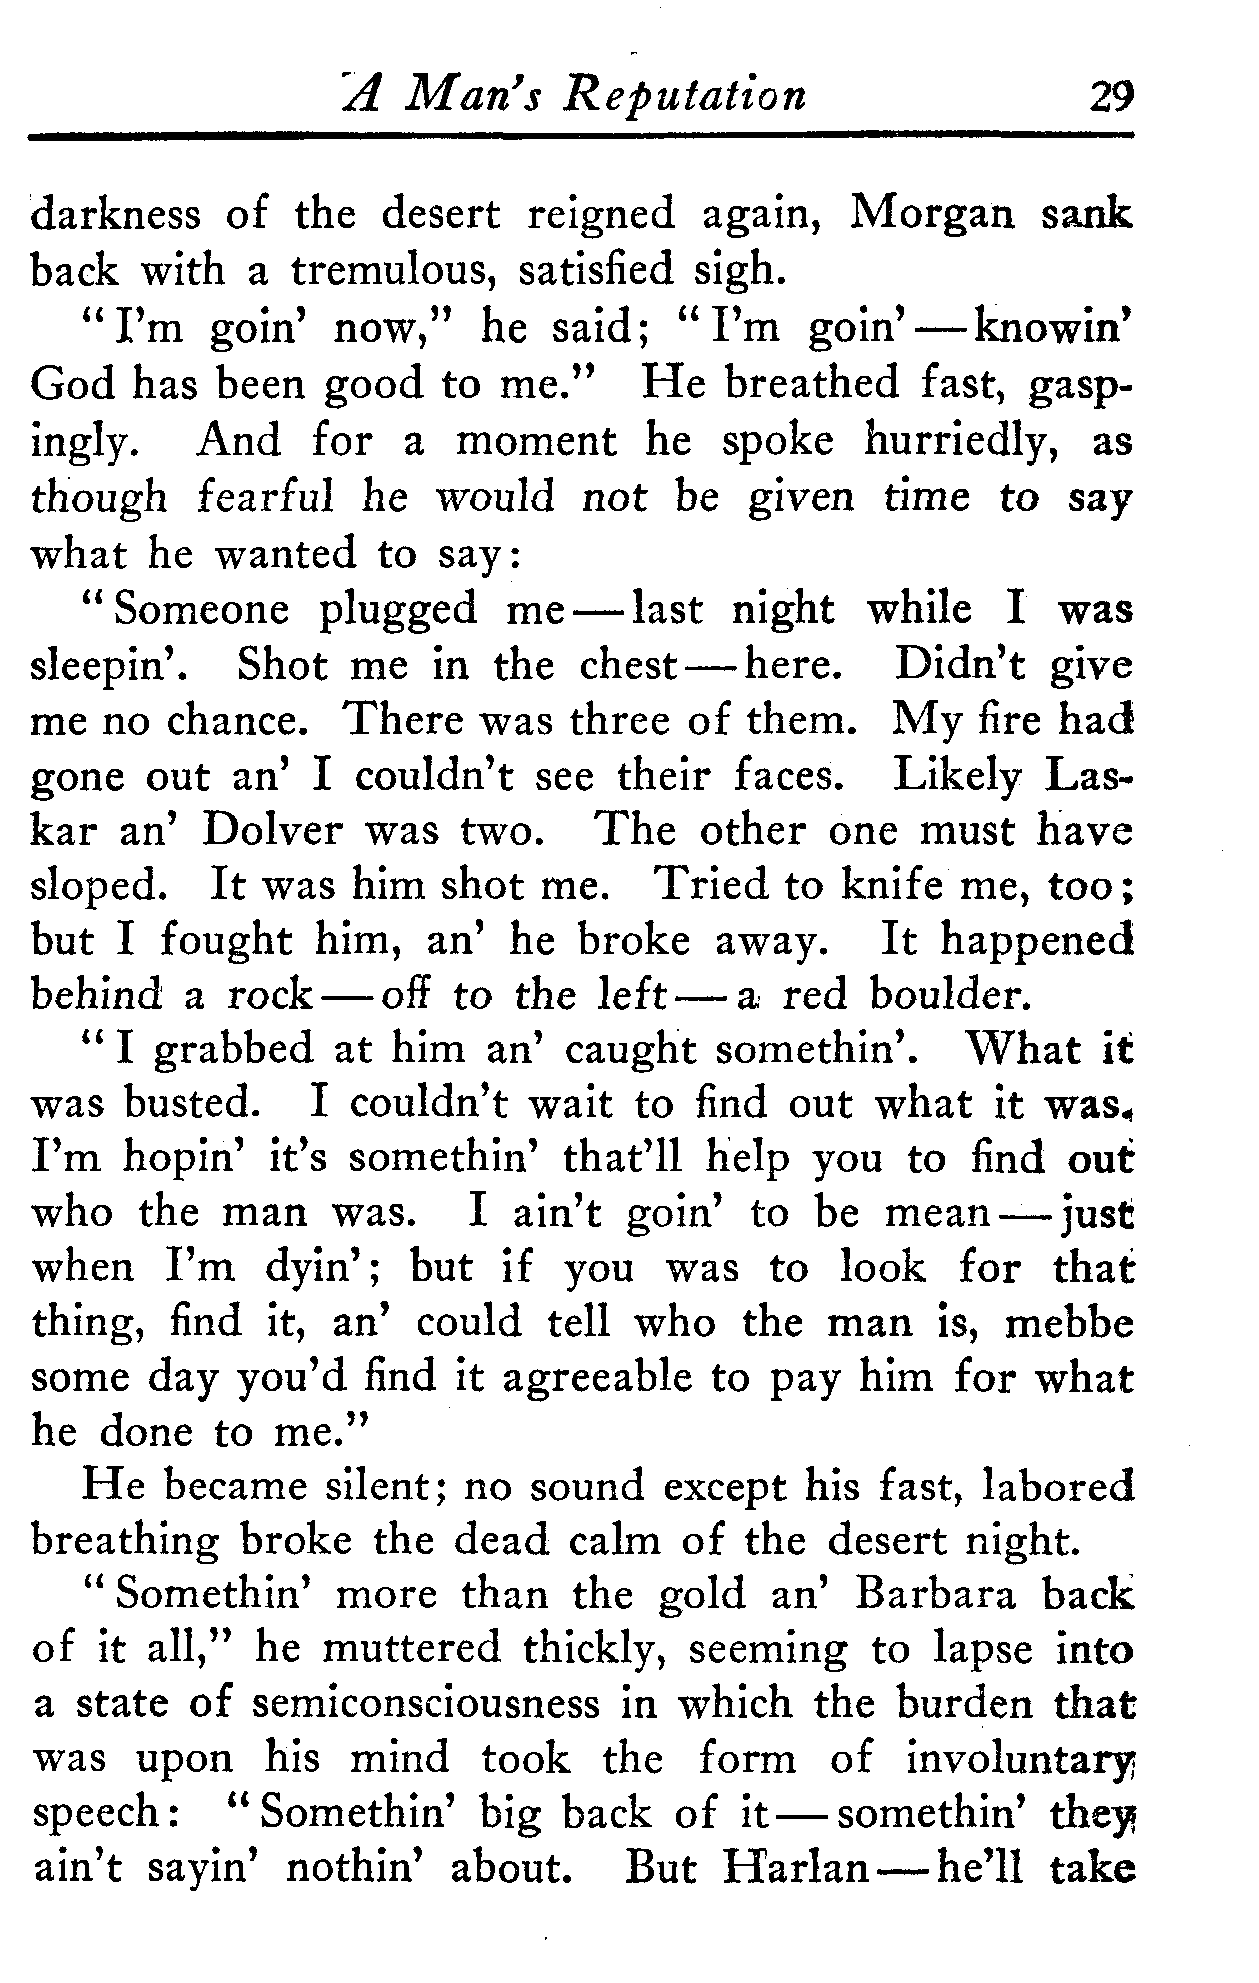 A Man's Reputation 29
darkness of the desert reigned again, Morgan sank
back with a tremulous, satisfied sigh.
"I'm goin' now," he said; "I'm goin'—knowin'
God has been good to me." He breathed fast, gasp-
ingly. And for a moment he spoke hurriedly, as
though fearful he would not be given time to say
what he wanted to say:
"Someone plugged me—last night while I was
sleepin'. Shot me in the chest—here. Didn't give
me no chance. There was three of them. My fire had
gone out an' I couldn't see their faces. Likely Las-
kar an' Dolver was two. The other one must have
sloped. It was him shot me. Tried to knife me, too;
but I fought him, an' he broke away. It happened
behind a rock—off to the left—a red boulder.
"I grabbed at him an' caught somethin'. What it
was busted. I couldn't wait to find out what it was.
I'm hopin' it's somethin' that'll help you to find out
who the man was. I ain't goin' to be mean—just
when I'm dyin'; but if you was to look for that
thing, find it, an' could tell who the man is, mebbe
some day you'd find it agreeable to pay him for what
he done to me."
He became silent; no sound except his fast, labored
breathing broke the dead calm of the desert night.
"Somethin' more than the gold an' Barbara back
of it all," he muttered thickly, seeming to lapse into
a state of semiconsciousness in which the burden that
was upon his mind took the form of involuntary
speech: "Somethin' big back of it—somethin' they
ain't sayin' nothin' about. But Harlan—he'll take